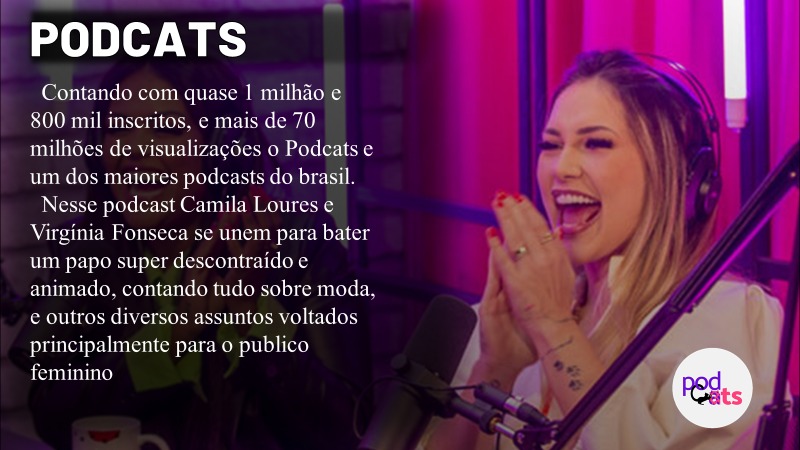 PODCATS
Contando com quase 1 milhão e
800 mil inscritos, e mais de 70
milhões de visualizações o Podcats e
um dos maiores podcasts do brasil.
Nesse podcast Camila Loures e
Virgínia Fonseca se unem para bater
um papo super descontraído e
animado, contando tudo sobre moda,
e outros diversos assuntos voltados
principalmente para o publico
feminino
pod
cats